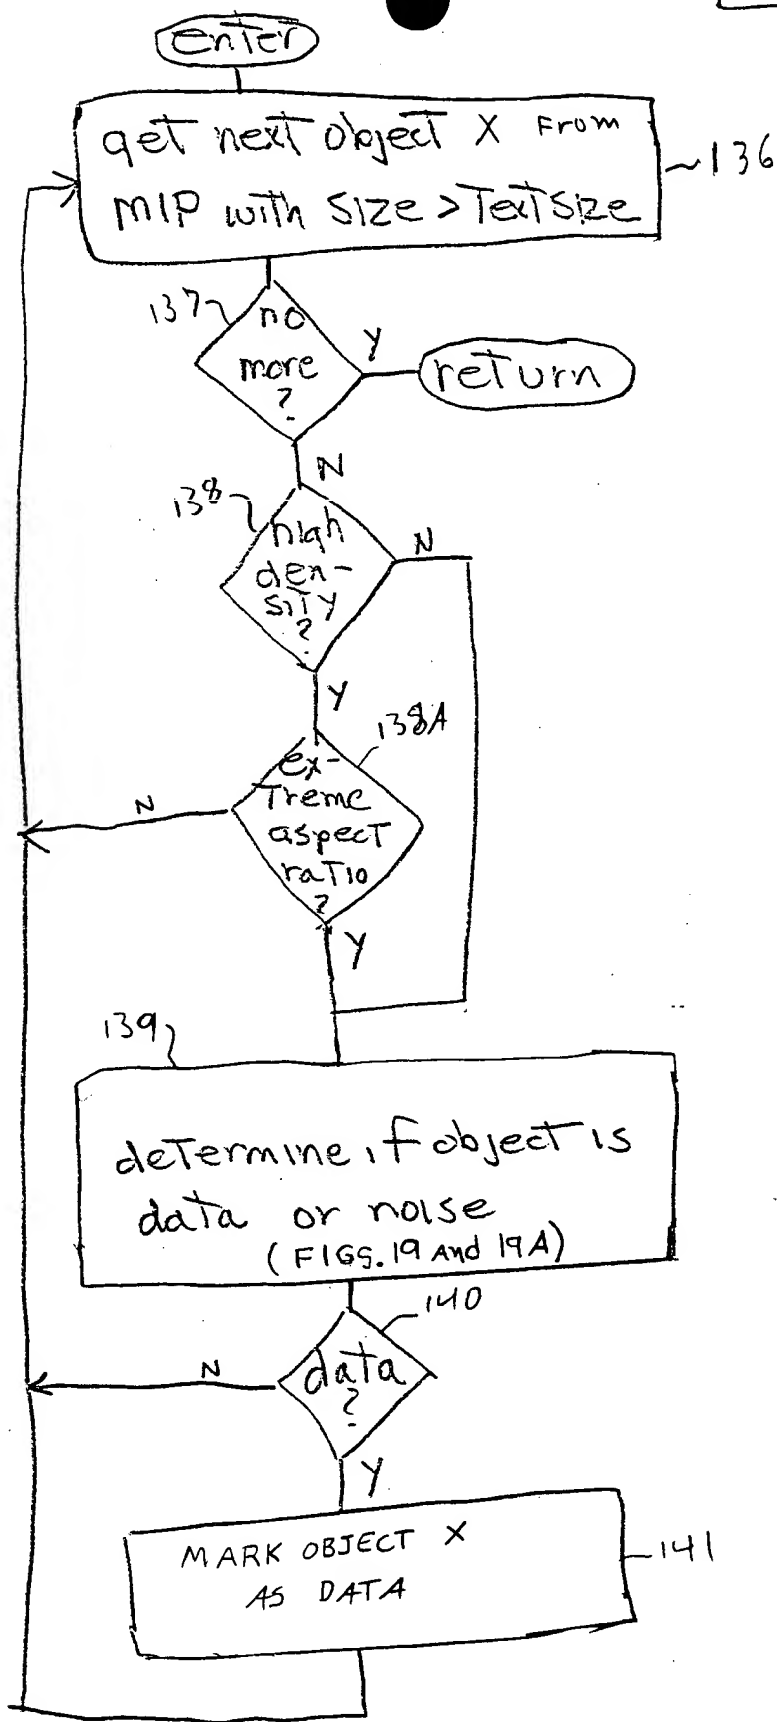 enter
get next object X From
MIP with size > Textsize
136
137
no
more
?
Y
return
N
138
high
den-
sity
?
N
Y
138A
ex-
treme
aspect
ratio
?
N
Y
139
determine if object is
data or noise
(FIGS. 19 And 19A)
140
data
?
N
Y
MARK OBJECT X
AS DATA
141